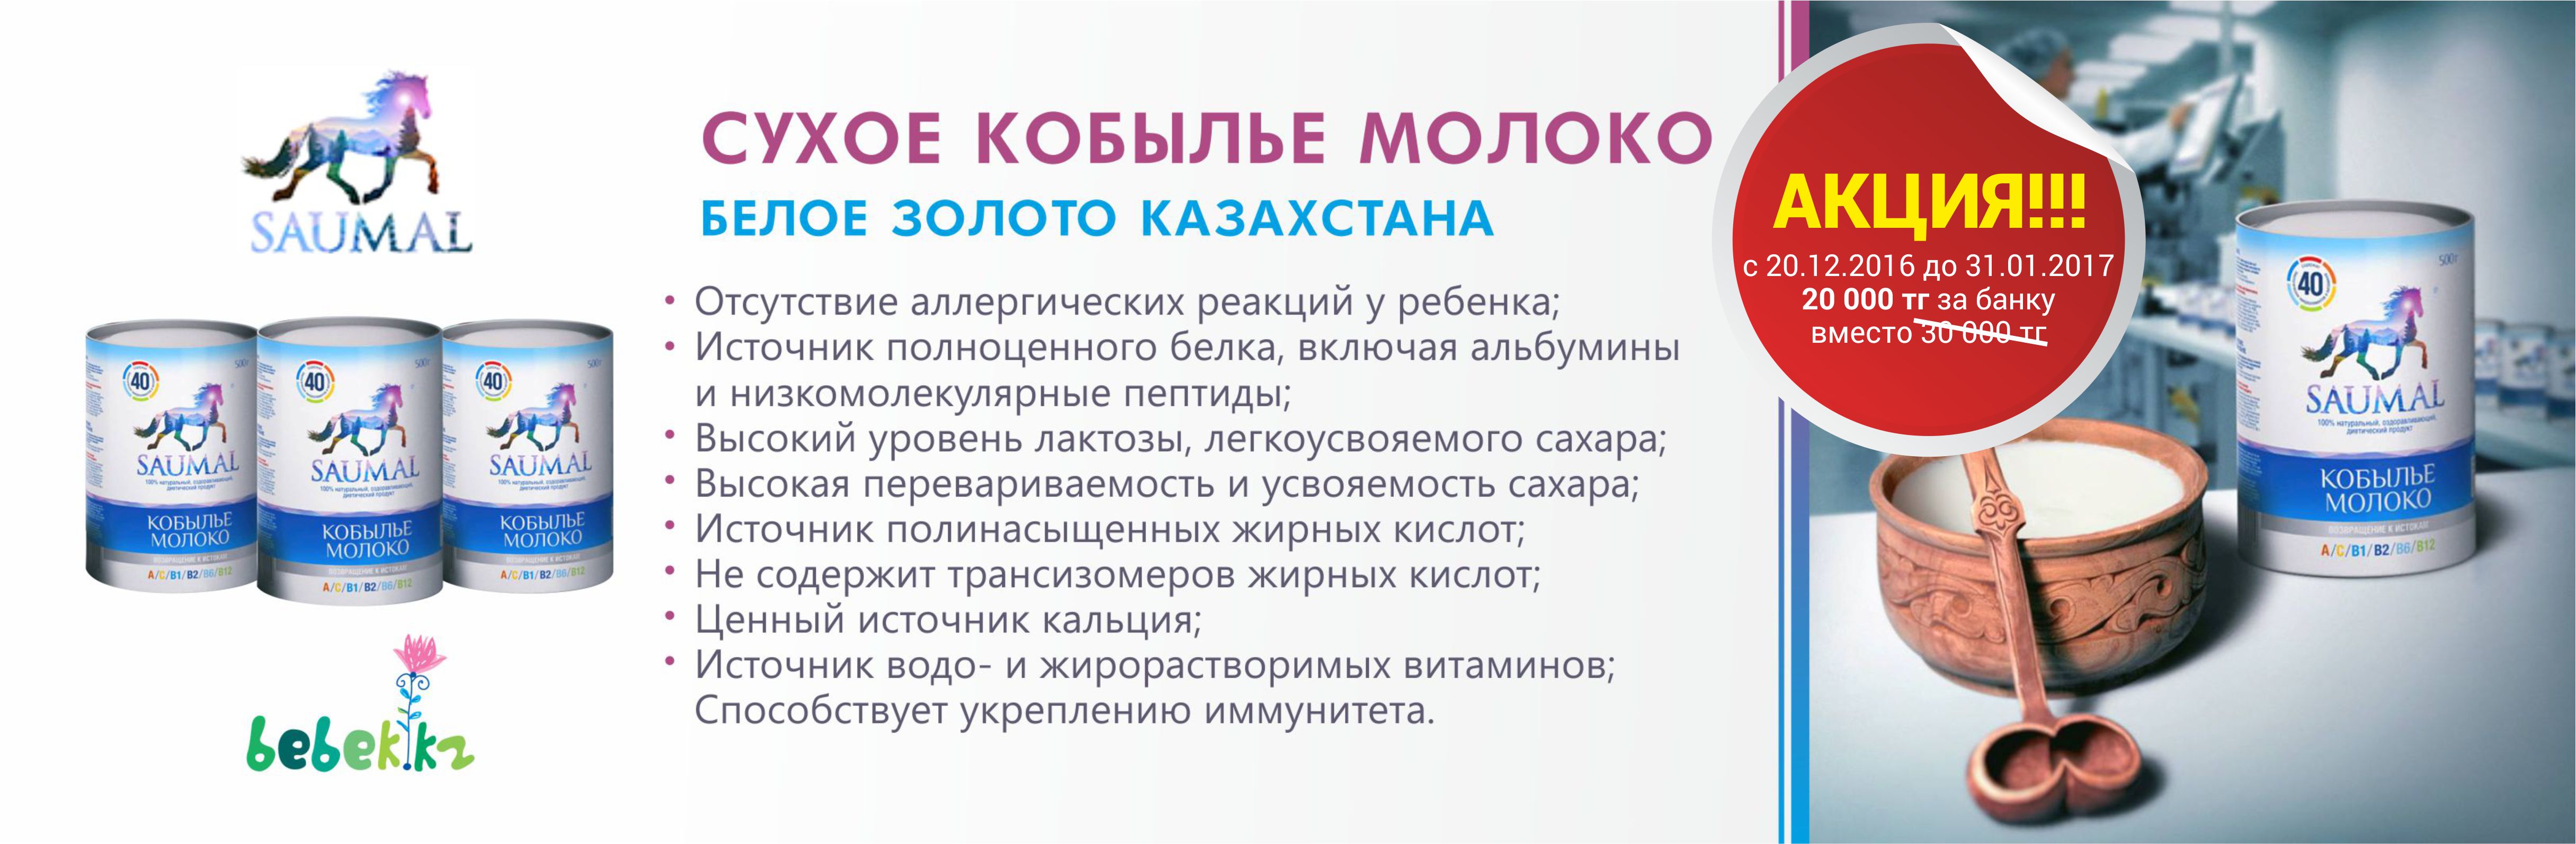 SAUMAL
СУХОЕ КОБЫЛЬЕ МОЛОКО
БЕЛОЕ ЗОЛОТО КАЗАХСТАНА
• Отсутствие аллергических реакций у ребенка;
• Источник полноценного белка, включая альбумины
и низкомолекулярные пептиды;
• Высокий уровень лактозы, легкоусвояемого сахара;
• Высокая перевариваемость и усвояемость сахара;
• Источник полинасыщенных жирных кислот;
• Не содержит трансизомеров жирных кислот;
• Ценный источник кальция;
• Источник водо- и жирорастворимых витаминов;
Способствует укреплению иммунитета.
АКЦИЯ!!!
с 20.12.2016 до 31.01.2017
20 000 тг за банку
вместо 30 000 тг
40
500г
SAUMAL
100% натуральный, оздоравливающий,
диетический продукт
КОБЫЛЬЕ
МОЛОКО
ВОЗВРАЩЕНИЕ К ИСТОКАМ
A/C/B1/B2/B6/B12
40
500г
SAUMAL
100% натуральный, оздоравливающий,
диетический продукт
КОБЫЛЬЕ
МОЛОКО
ВОЗВРАЩЕНИЕ К ИСТОКАМ
A/C/B1/B2/B6/B12
40
500г
SAUMAL
100% натуральный, оздоравливающий,
диетический продукт
КОБЫЛЬЕ
МОЛОКО
ВОЗВРАЩЕНИЕ К ИСТОКАМ
A/C/B1/B2/B6/B12
40
500г
SAUMAL
100% натуральный, оздоравливающий,
диетический продукт
КОБЫЛЬЕ
МОЛОКО
ВОЗВРАЩЕНИЕ К ИСТОКАМ
A/C/B1/B2/B6/B12
bebek.kz